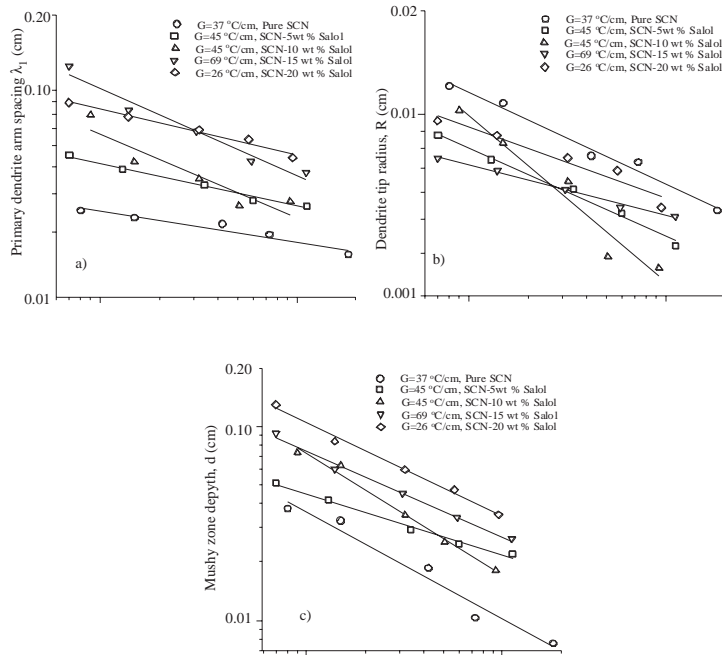 0.20
0.10
0.01
Primary dendrite arm spacing λ1 (cm)
G=37 °C/cm, Pure SCN
G=45 °C/cm, SCN-5wt % Salol
G=45 °C/cm, SCN-10 wt % Salol
G=69 °C/cm, SCN-15 wt % Salol
G=26 °C/cm, SCN-20 wt % Salol
a)
0.02
0.01
0.001
Dendrite tip radius, R (cm)
G=37 °C/cm, Pure SCN
G=45 °C/cm, SCN-5wt % Salol
G=45 °C/cm, SCN-10 wt % Salol
G=69 °C/cm, SCN-15 wt % Salol
G=26 °C/cm, SCN-20 wt % Salol
b)
0.20
0.10
0.01
Mushy zone depyth, d (cm)
G=37 °C/cm, Pure SCN
G=45 °C/cm, SCN-5wt % Salol
G=45 °C/cm, SCN-10 wt % Salol
G=69 °C/cm, SCN-15 wt % Salol
G=26 °C/cm, SCN-20 wt % Salol
c)